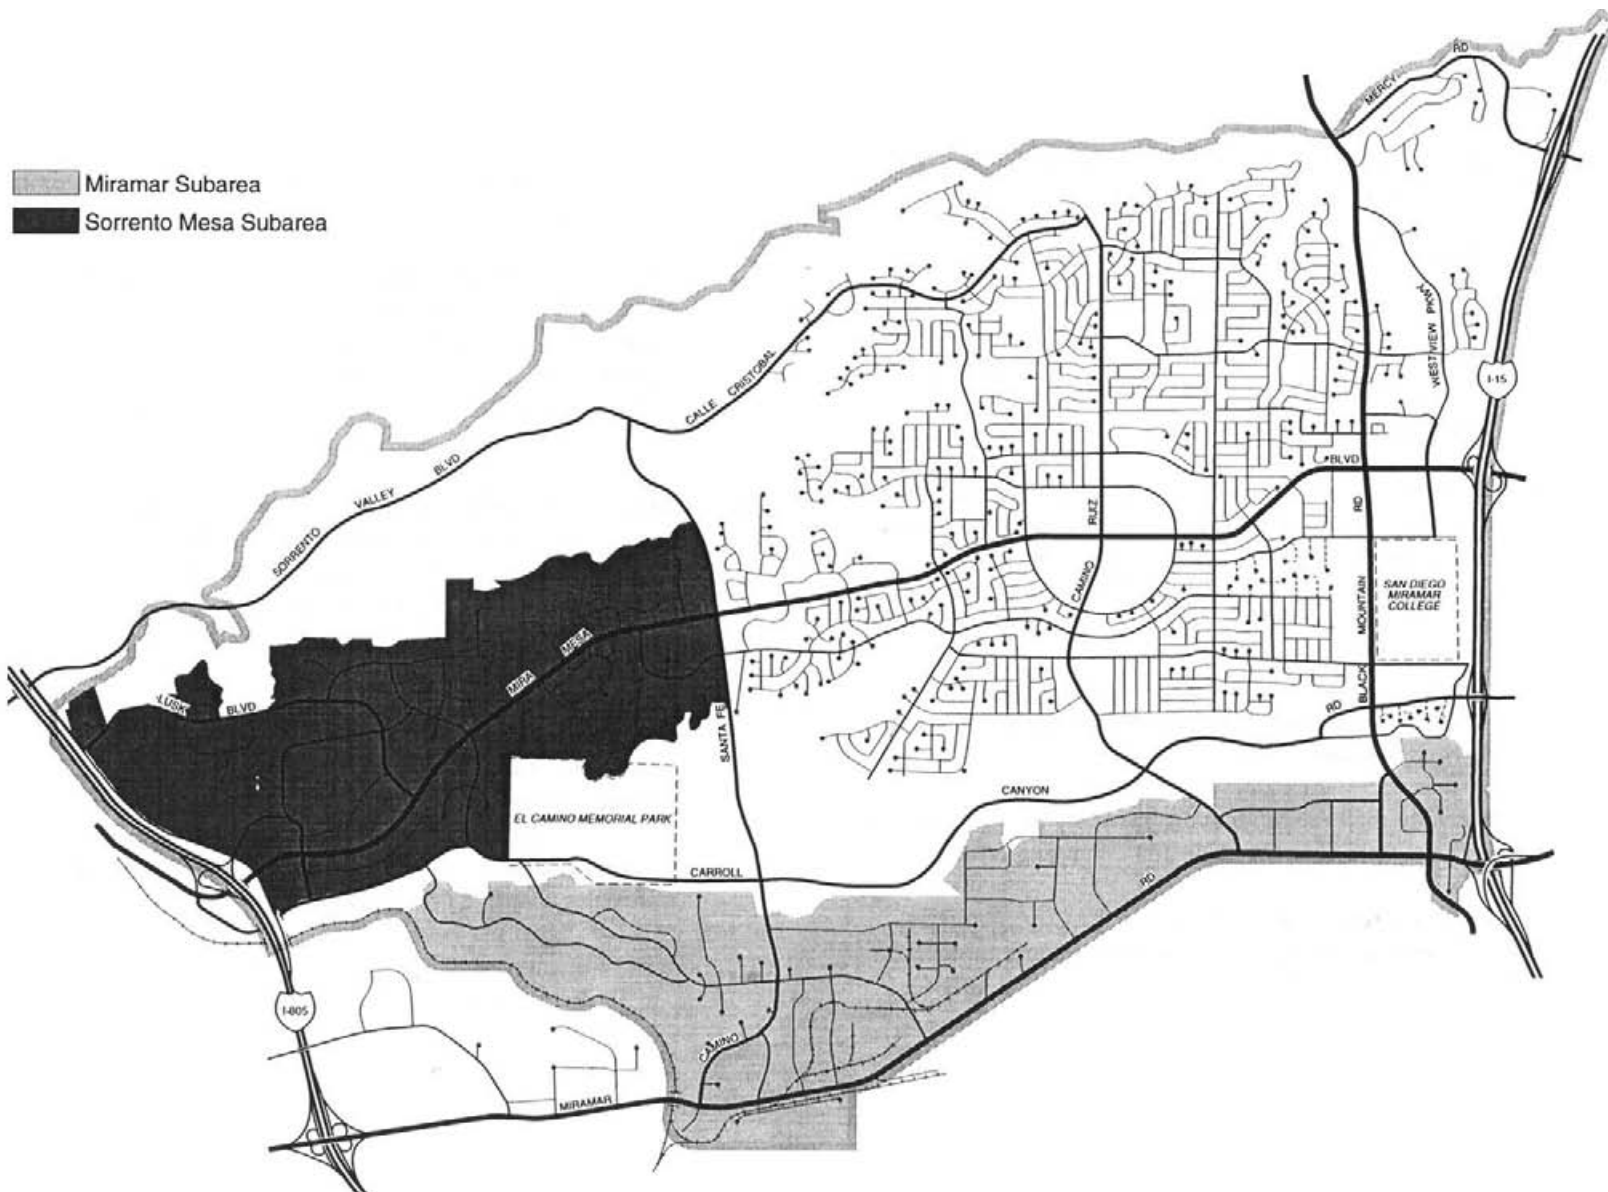 RD
MERCY
Miramar Subarea
Sorrento Mesa Subarea
WESTVIEW PKWY
CALLE CRISTOBAL
I-15
SORRENTO VALLEY BLVD
BLVD
RUIZ
RD
CAMINO
SAN DIEGO
MIRAMAR
COLLEGE
MOUNTAIN
MIRA MESA
BLACK
LUSK BLVD
RD
SANTA FE
CANYON
EL CAMINO MEMORIAL PARK
CARROLL
RD
I-805
CAMINO
MIRAMAR